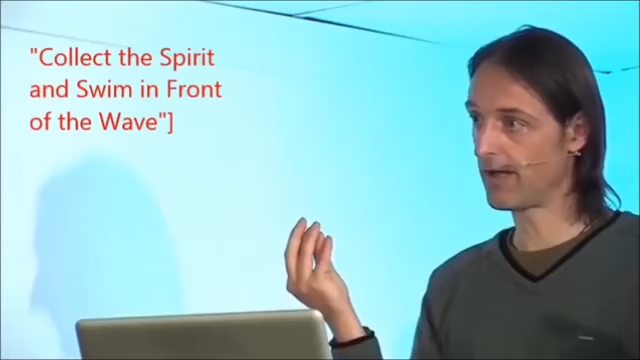 "Collect the Spirit
and Swim in Front
of the Wave"]